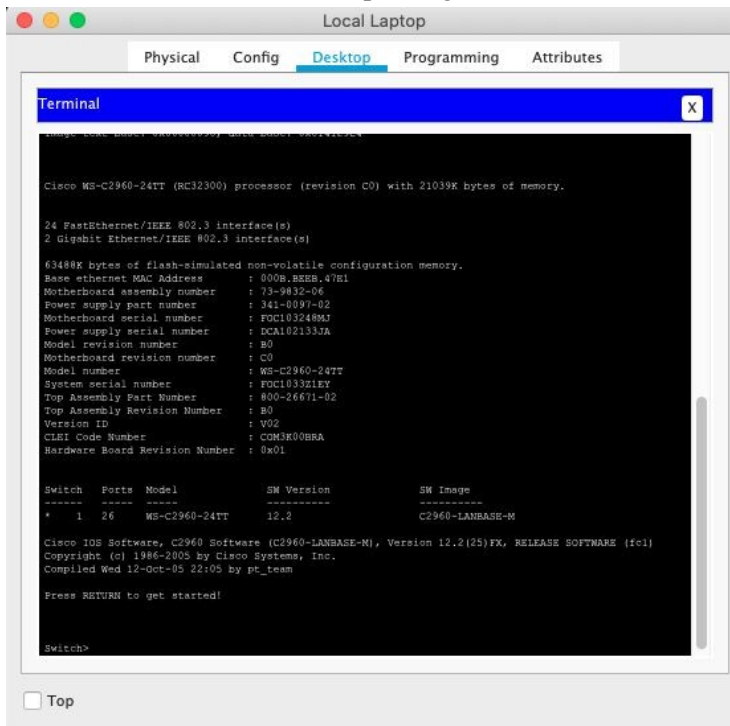 Local Laptop
Physical Config Desktop Programming Attributes
Terminal X
Cisco WS-C2960-24TT (RC32300) processor (revision C0) with 21039K bytes of memory.
24 FastEthernet/IEEE 802.3 interface(s)
2 Gigabit Ethernet/IEEE 802.3 interface(s)
63488K bytes of flash-simulated non-volatile configuration memory.
Base ethernet MAC Address : 000B.BEEB.47E1
Motherboard assembly number : 73-9832-06
Power supply part number : 341-0097-02
Motherboard serial number : FOC103248MJ
Power supply serial number : DCA102133JA
Model revision number : B0
Motherboard revision number : C0
Model number : WS-C2960-24TT
System serial number : FOC1033Z1EY
Top Assembly Part Number : 800-26671-02
Top Assembly Revision Number : B0
Version ID : V02
CLEI Code Number : COM3K00BRA
Hardware Board Revision Number : 0x01
Switch Ports Model SW Version SW Image
------ ----- ----- ---------- ----------
* 1 26 WS-C2960-24TT 12.2 C2960-LANBASE-M
Cisco IOS Software, C2960 Software (C2960-LANBASE-M), Version 12.2(25)FX, RELEASE SOFTWARE (fc1)
Copyright (c) 1986-2005 by Cisco Systems, Inc.
Compiled Wed 12-Oct-05 22:05 by pt_team
Press RETURN to get started!
Switch>
Top